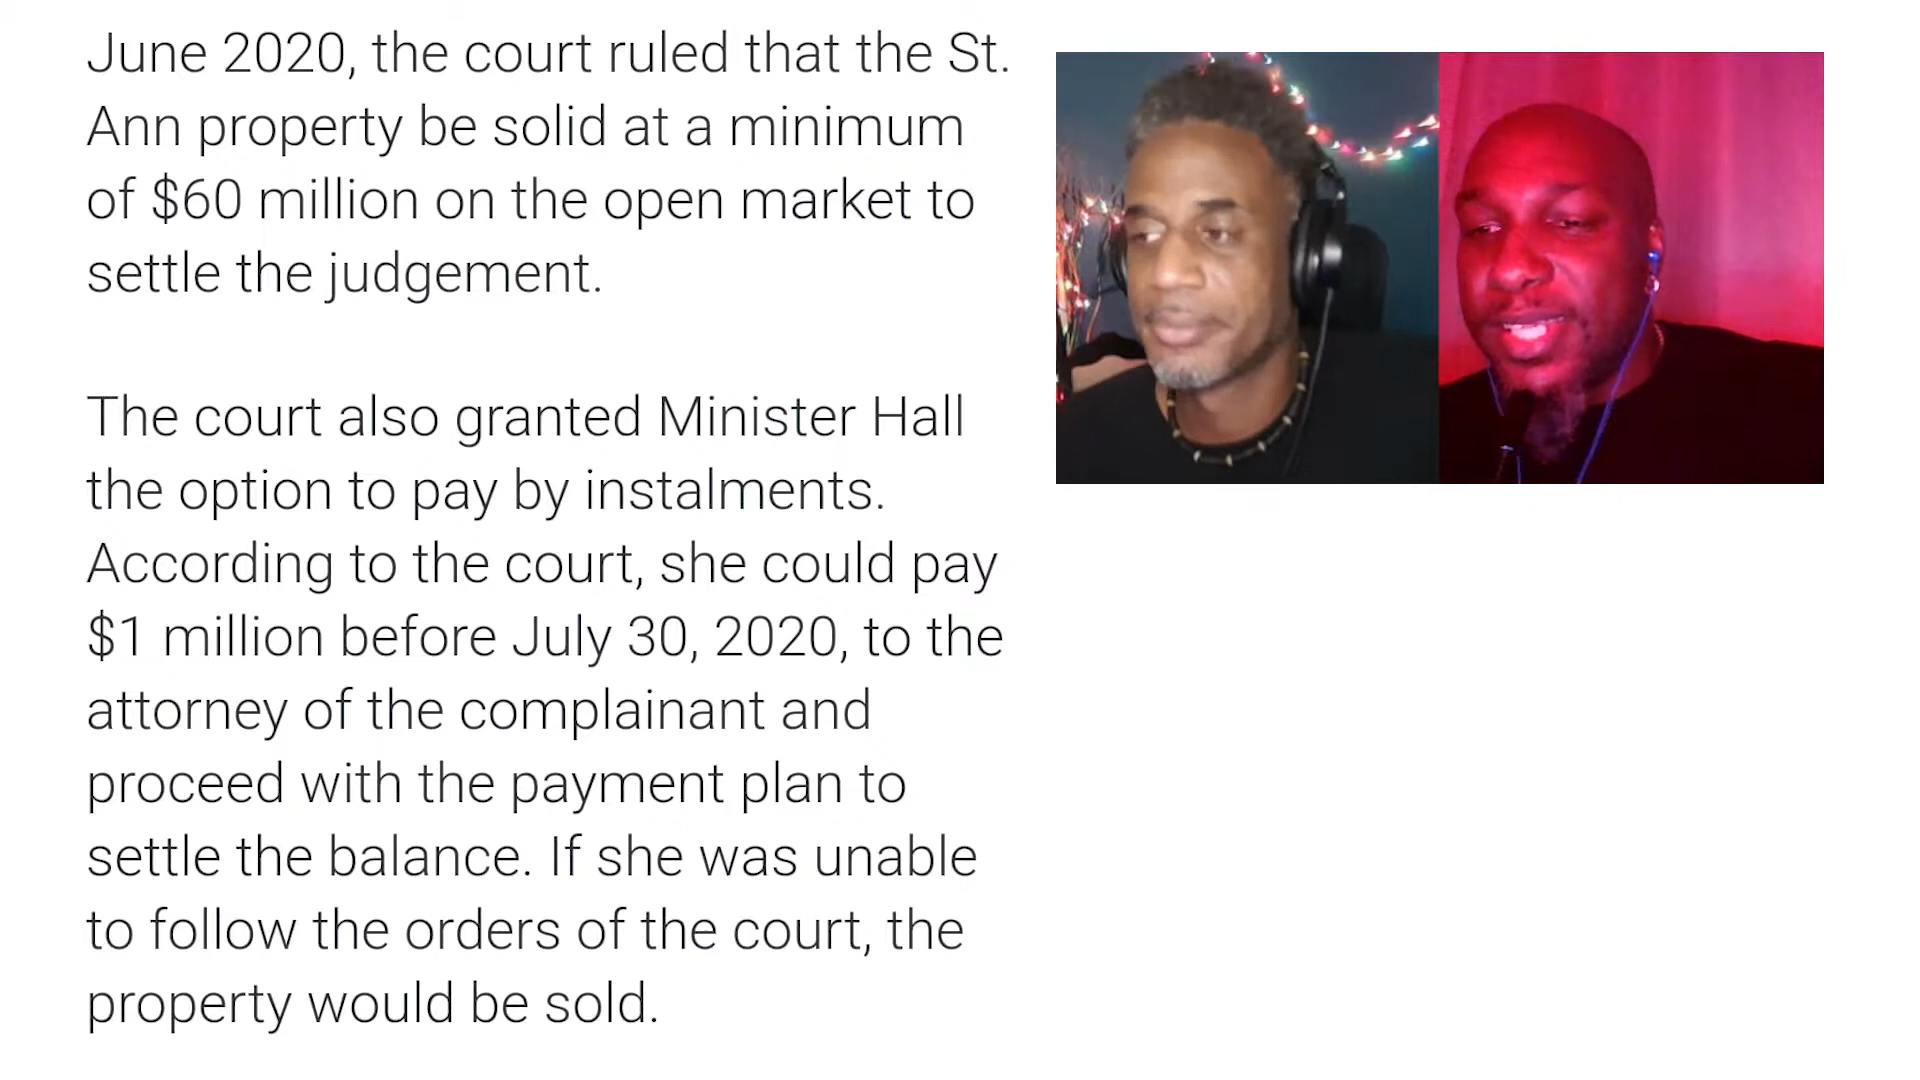 June 2020, the court ruled that the St.
Ann property be solid at a minimum
of $60 million on the open market to
settle the judgement.
The court also granted Minister Hall
the option to pay by instalments.
According to the court, she could pay
$1 million before July 30, 2020, to the
attorney of the complainant and
proceed with the payment plan to
settle the balance. If she was unable
to follow the orders of the court, the
property would be sold.